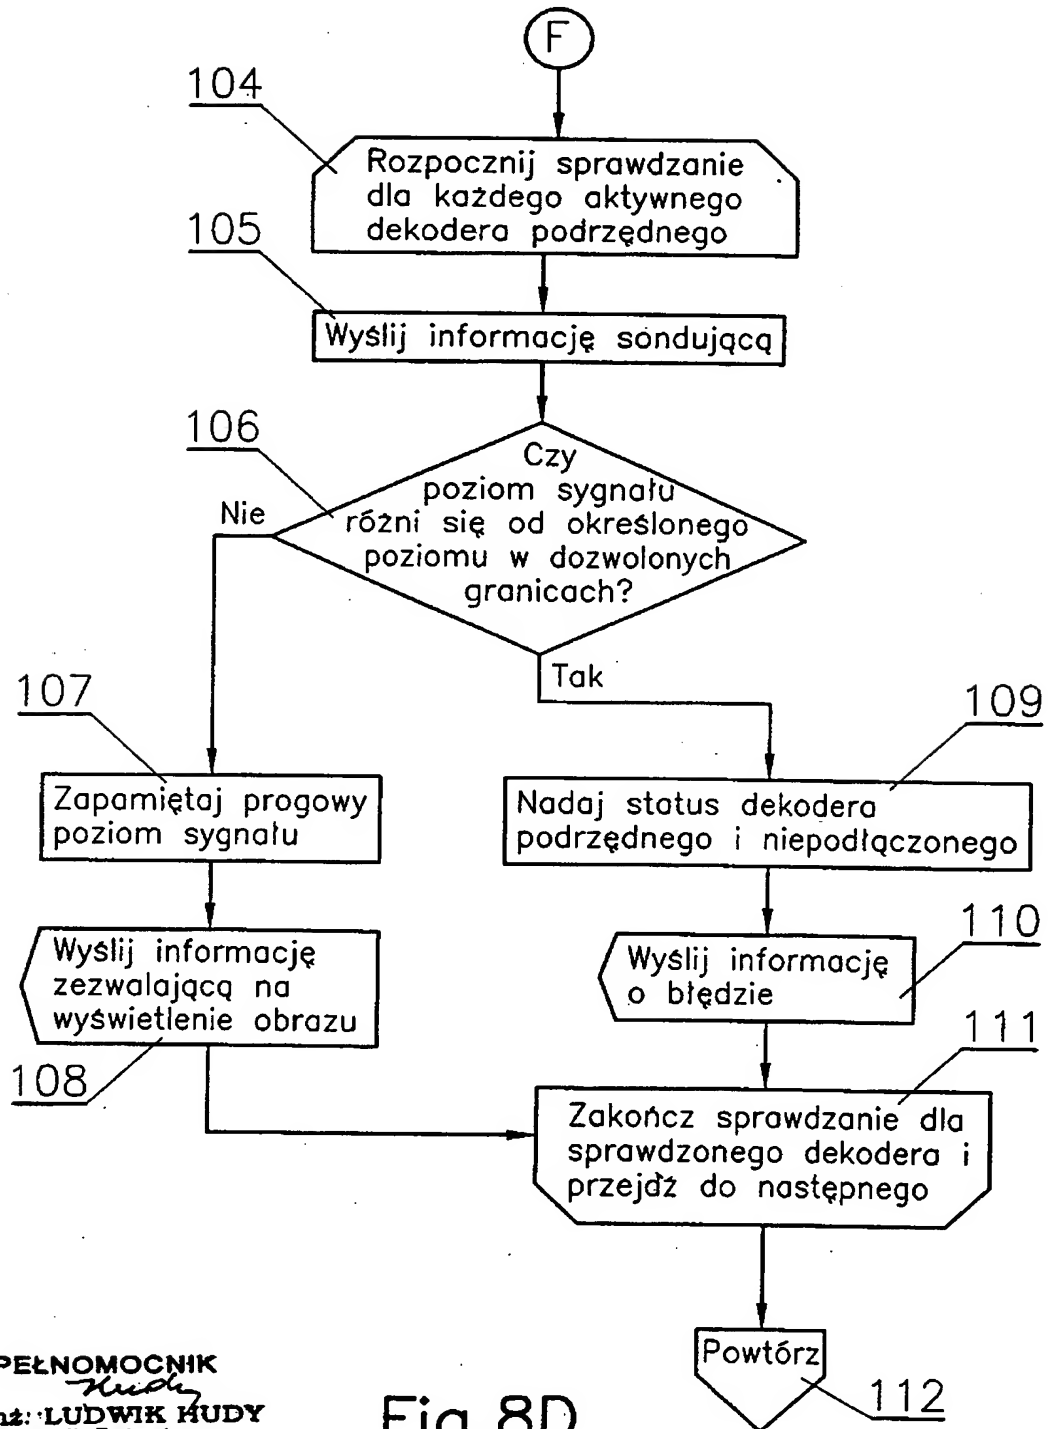 F
104
Rozpocznij sprawdzanie
dla każdego aktywnego
dekodera podrzędnego
105
Wyślij informację sondującą
106
Czy
poziom sygnału
różni się od określonego
poziomu w dozwolonych
granicach?
Nie
Tak
107
Zapamiętaj progowy
poziom sygnału
109
Nadaj status dekodera
podrzędnego i niepodłączonego
108
Wyślij informację
zezwalającą na
wyświetlenie obrazu
110
Wyślij informację
o błędzie
111
Zakończ sprawdzanie dla
sprawdzonego dekodera i
przejdź do następnego
Powtórz
112
PEŁNOMOCNIK
Hudy
LUDWIK HUDY
Fig. 8D